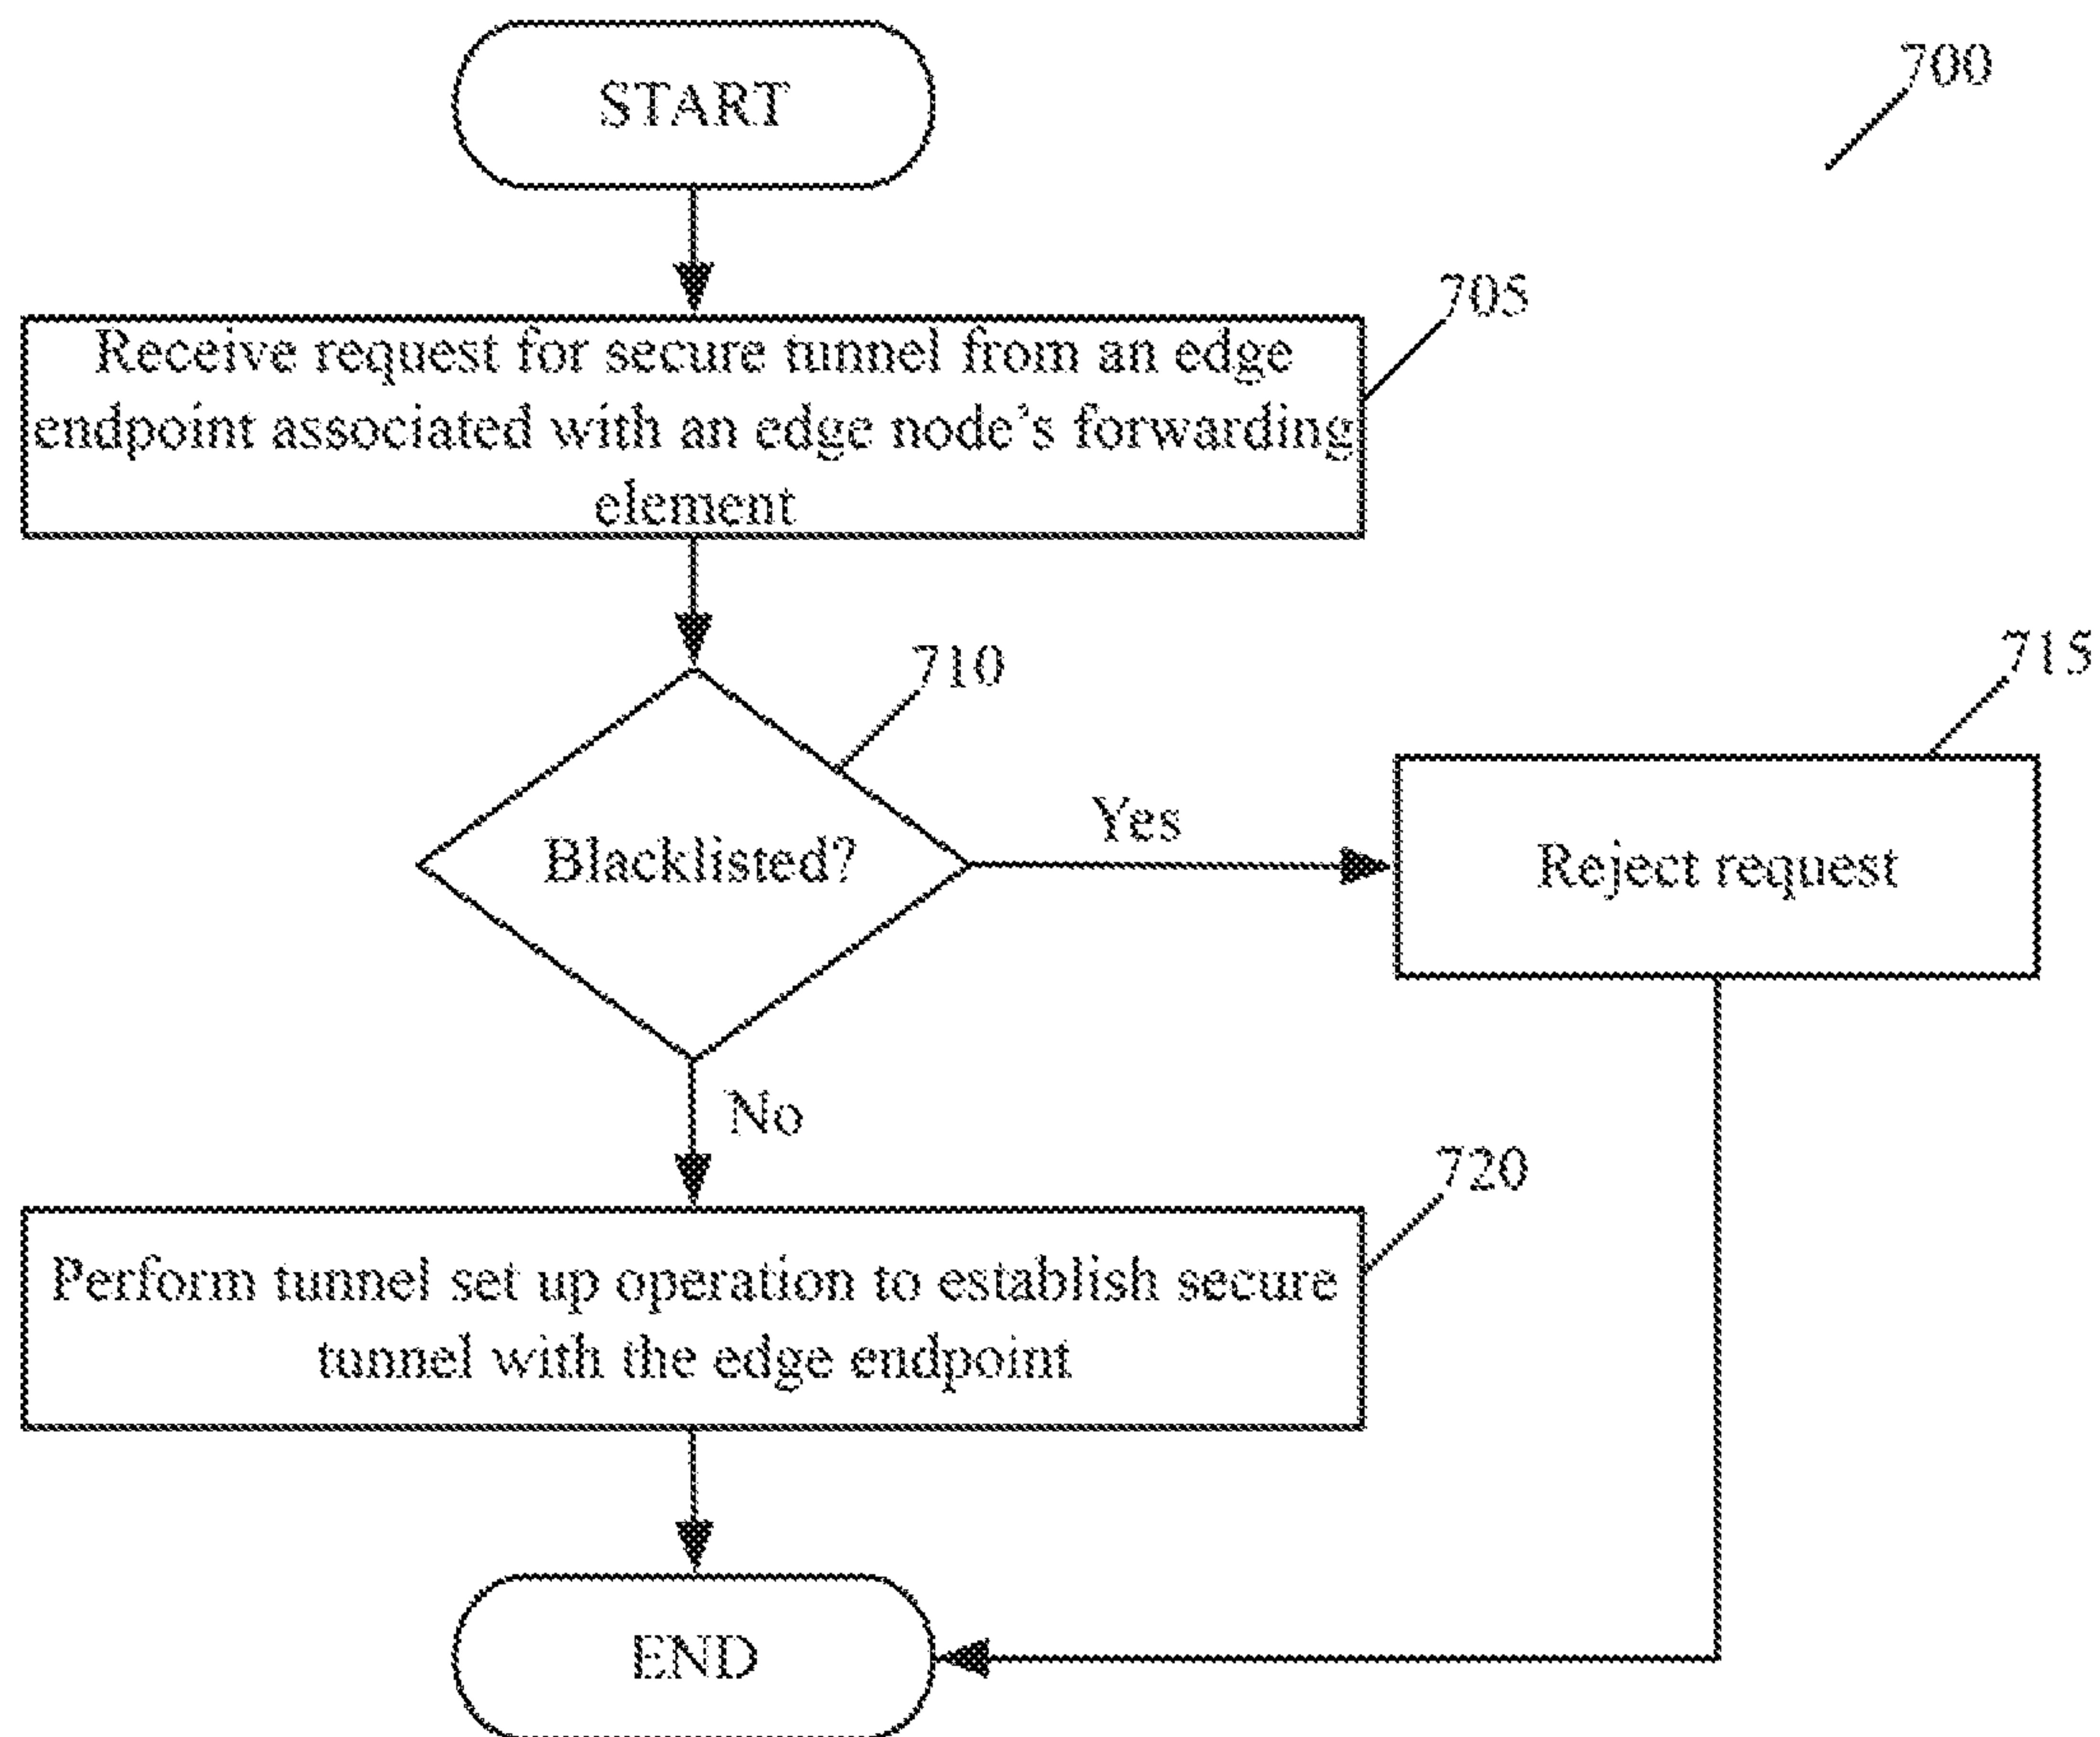 START
700
705
Receive request for secure tunnel from an edge
endpoint associated with an edge node's forwarding
element
710
715
Blacklisted?
Yes
Reject request
No
720
Perform tunnel set up operation to establish secure
tunnel with the edge endpoint
END